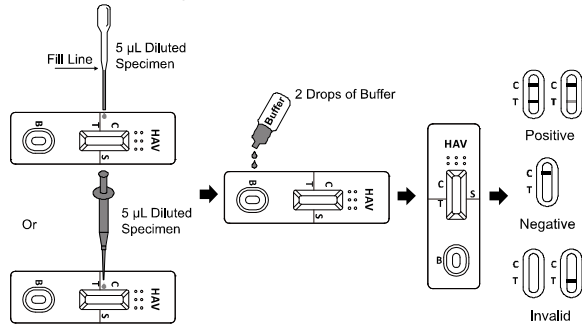 5 µL Diluted
Specimen
Fill Line
B
T
C
S
HAV
Or
5 µL Diluted
Specimen
B
T
C
S
HAV
Buffer
2 Drops of Buffer
B
T
C
S
HAV
HAV
C
T
S
B
C
T
C
T
Positive
C
T
Negative
C
T
C
T
Invalid